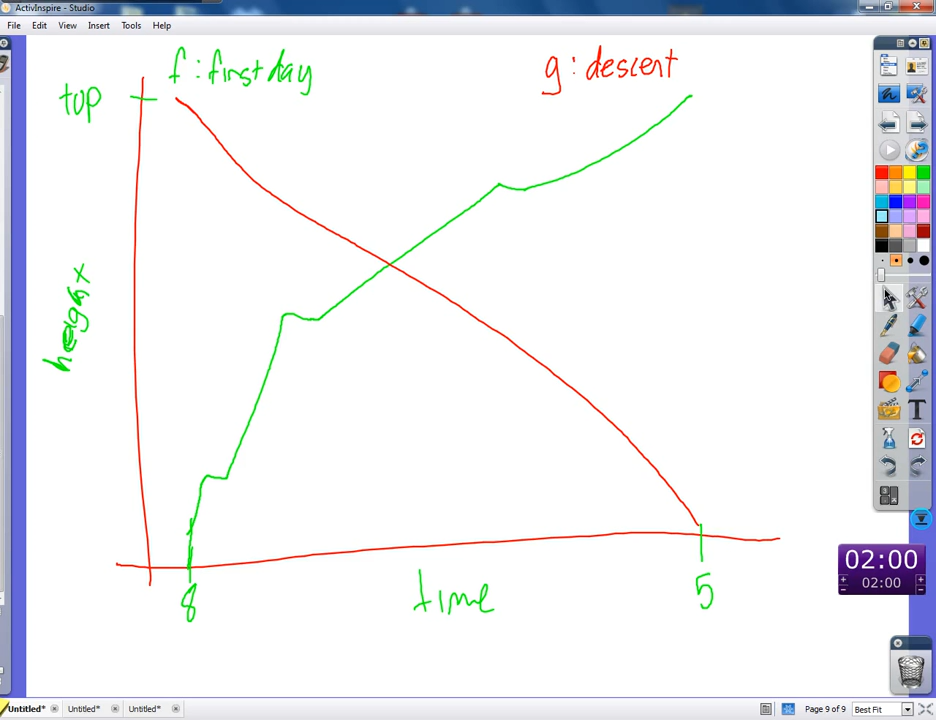 ActivInspire - Studio
File Edit View Insert Tools Help
f : first day
g : descent
top
height
8
time
5
02:00
02:00
T
Untitled* Untitled* Untitled*
Page 9 of 9 Best Fit